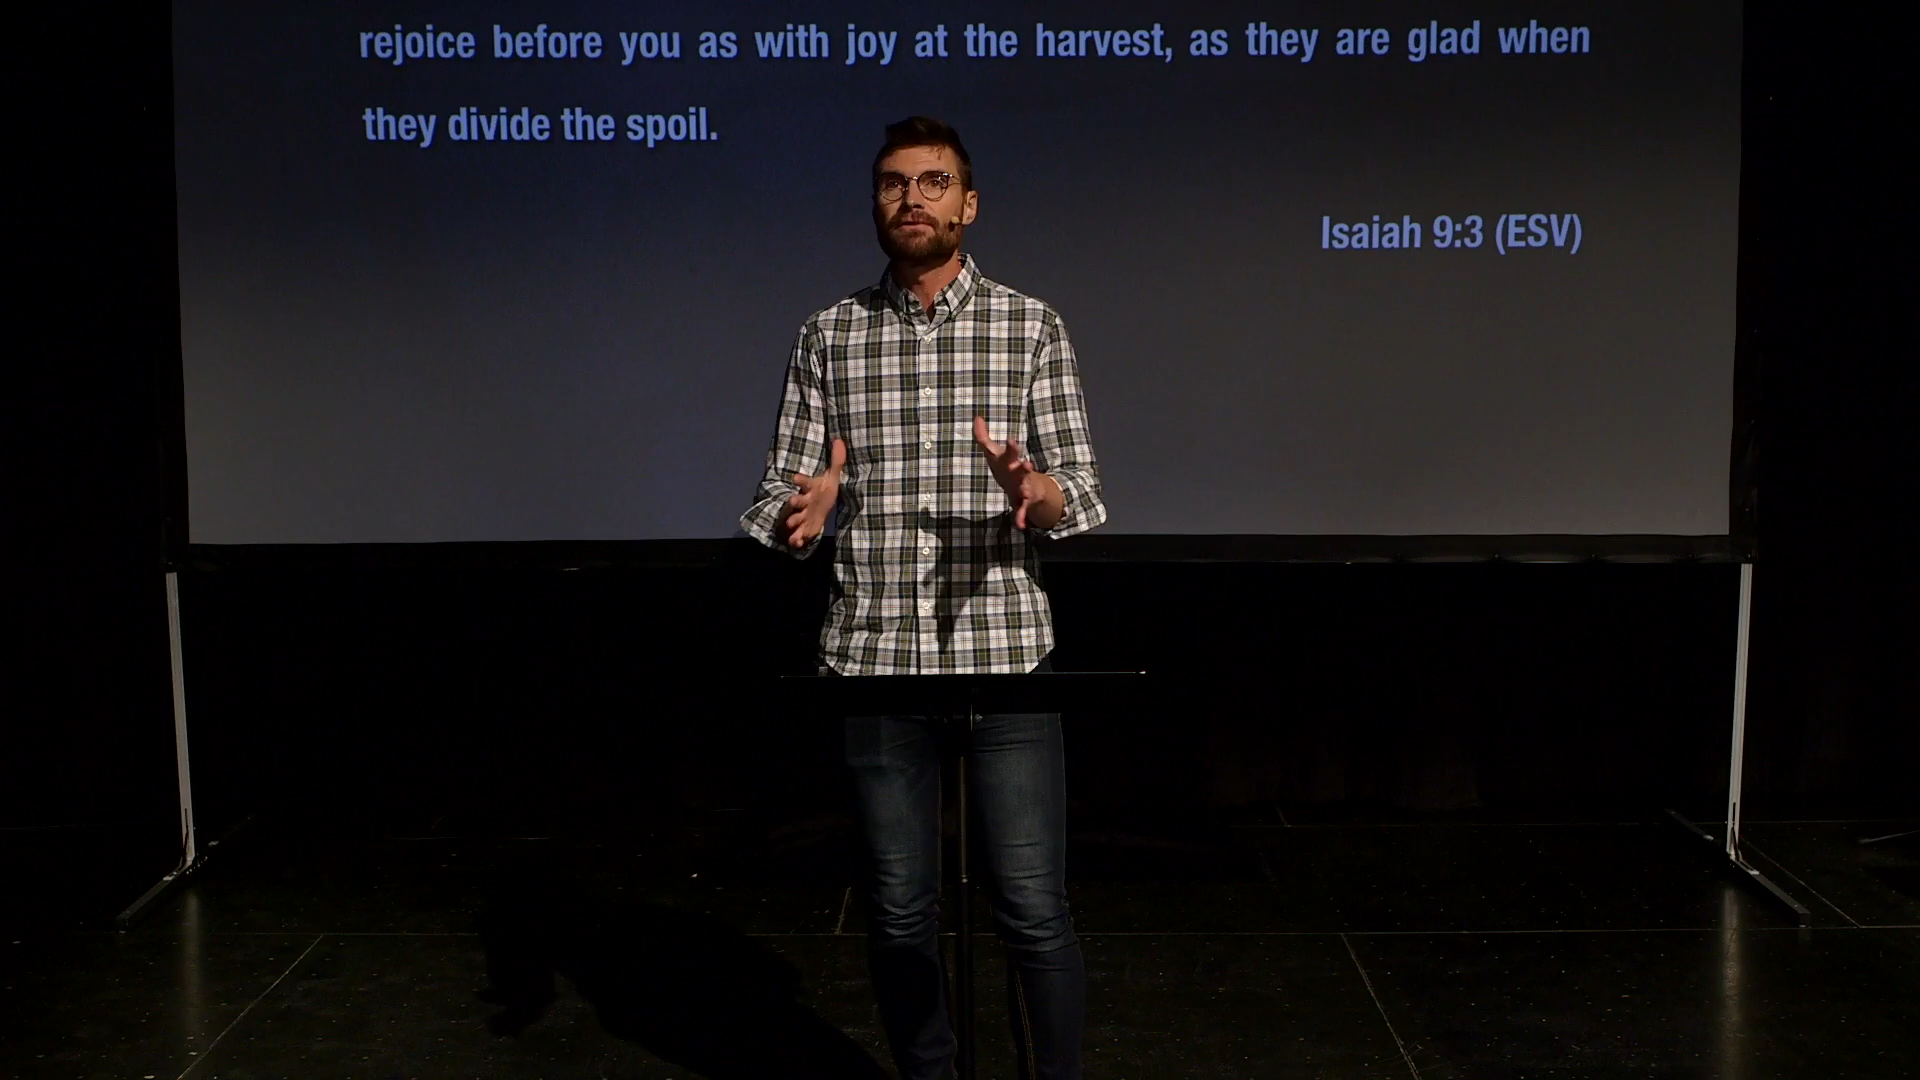 rejoice before you as with joy at the harvest, as they are glad when
they divide the spoil.
Isaiah 9:3 (ESV)